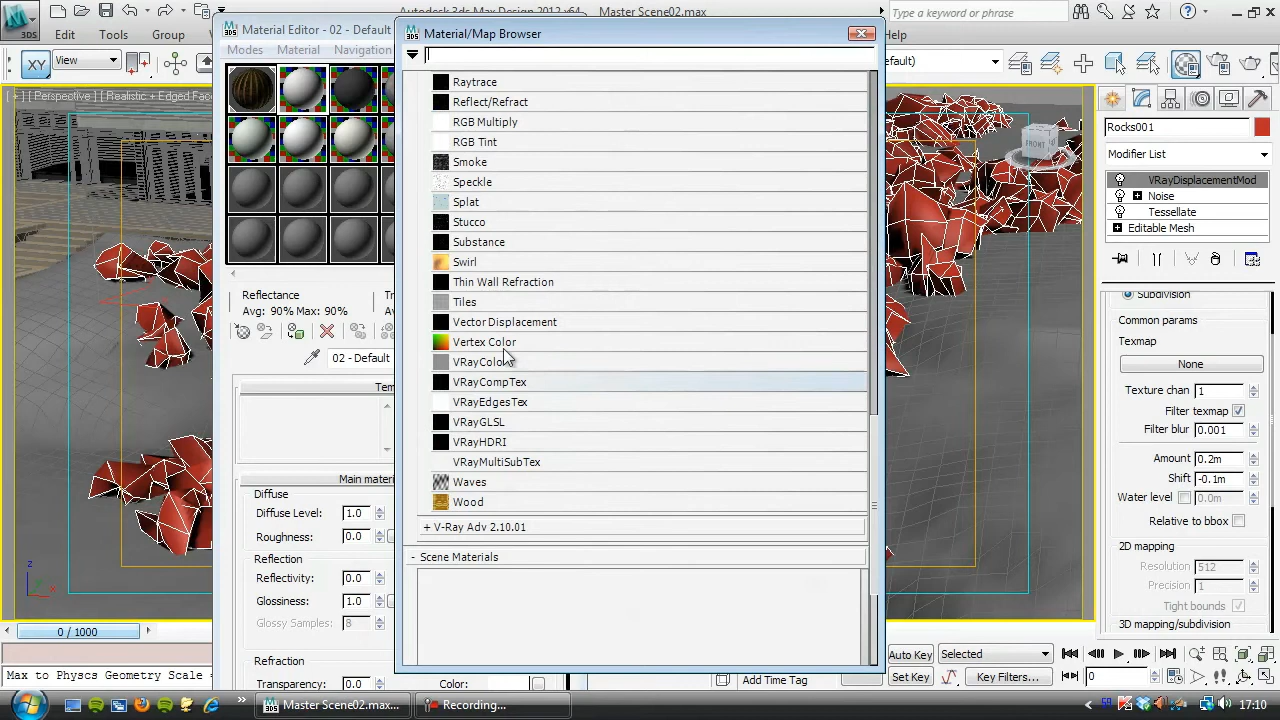 Autodesk 3ds Max Design 2012 x64
Master Scene02.max
Type a keyword or phrase
3DS
Edit
Tools
Group
Help
Material Editor - 02 - Default
Modes
Material
Navigation
Material/Map Browser
XY
View
[ + ] [ Perspective ] [ Realistic + Edged Fac
FRONT
Raytrace
Reflect/Refract
RGB Multiply
RGB Tint
Smoke
Speckle
Splat
Stucco
Substance
Swirl
Thin Wall Refraction
Tiles
Vector Displacement
Vertex Color
VRayColor
VRayCompTex
VRayEdgesTex
VRayGLSL
VRayHDRI
VRayMultiSubTex
Waves
Wood
+ V-Ray Adv 2.10.01
- Scene Materials
Reflectance
Avg: 90% Max: 90%
02 - Default
Main materi
Diffuse
Diffuse Level: 1.0
Roughness: 0.0
Reflection
Reflectivity: 0.0
Glossiness: 1.0
Glossy Samples: 8
Refraction
Transparency: 0.0
Color:
Rocks001
Modifier List
VRayDisplacementMod
Noise
Tessellate
Editable Mesh
Subdivision
Common params
Texmap
None
Texture chan 1
Filter texmap
Filter blur 0.001
Amount 0.2m
Shift -0.1m
Water level 0.0m
Relative to bbox
2D mapping
Resolution 512
Precision 1
Tight bounds
3D mapping/subdivision
0 / 1000
Max to Physcs Geometry Scale =
Add Time Tag
Auto Key
Selected
Set Key
Key Filters...
0
Master Scene02.max...
Recording...
17:10